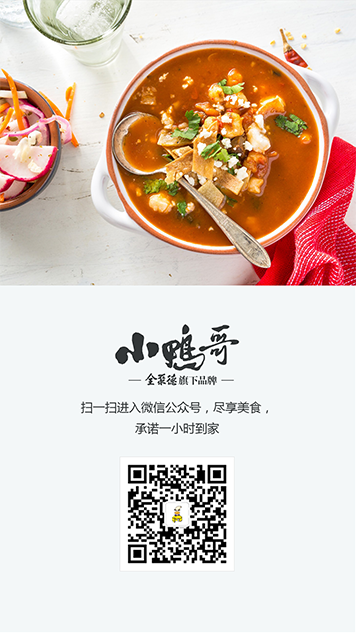 小鸭哥
全聚德旗下品牌
扫一扫进入微信公众号，尽享美食，
承诺一小时到家